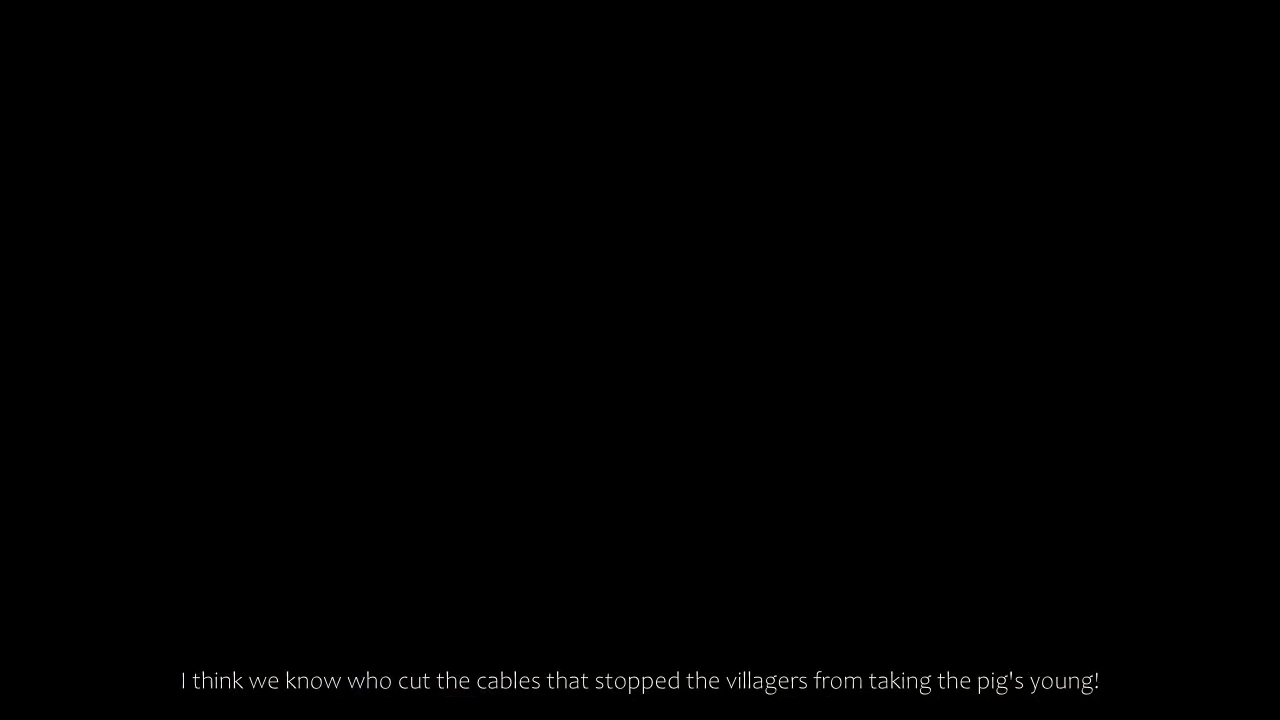 I think we know who cut the cables that stopped the villagers from taking the pig's young!